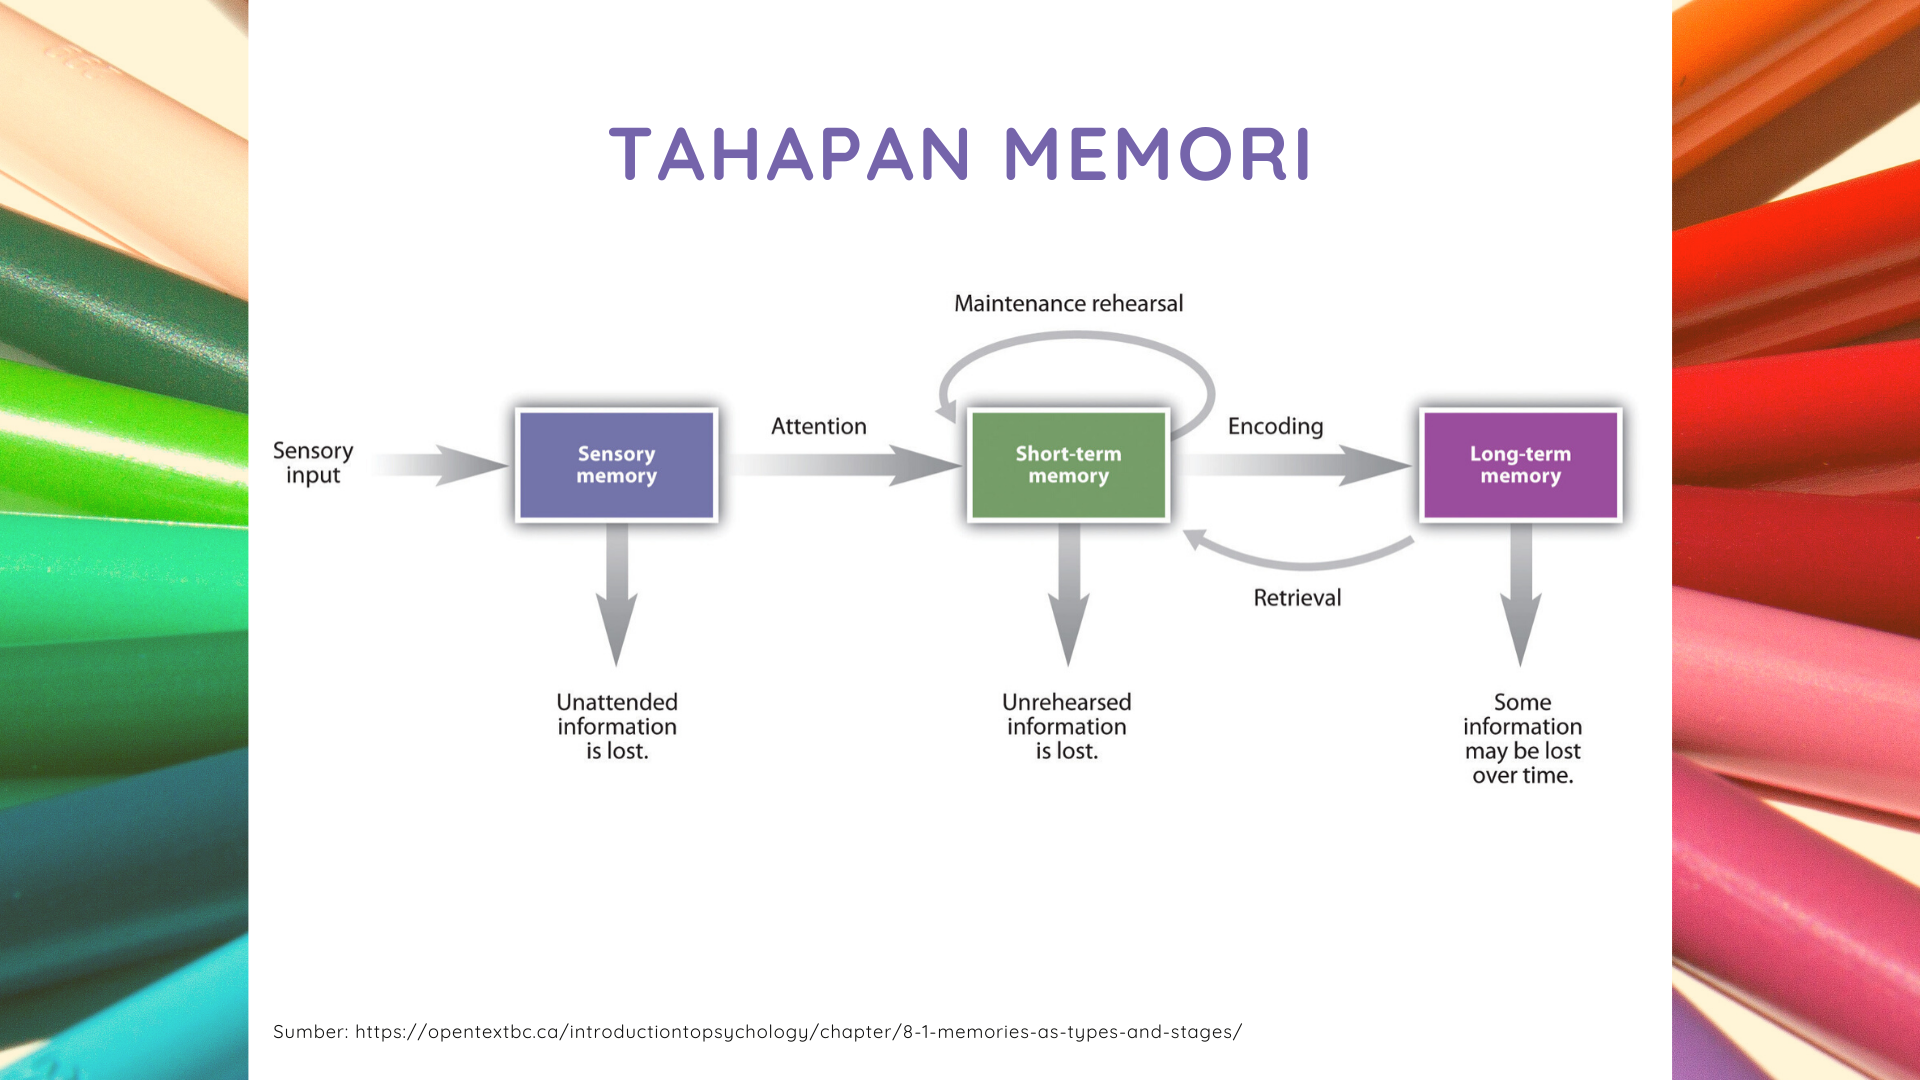 TAHAPAN MEMORI
Maintenance rehearsal
Sensory
input
Sensory
memory
Attention
Short-term
memory
Encoding
Long-term
memory
Retrieval
Unattended
information
is lost.
Unrehearsed
information
is lost.
Some
information
may be lost
over time.
Sumber: https://opentextbc.ca/introductiontopsychology/chapter/8-1-memories-as-types-and-stages/